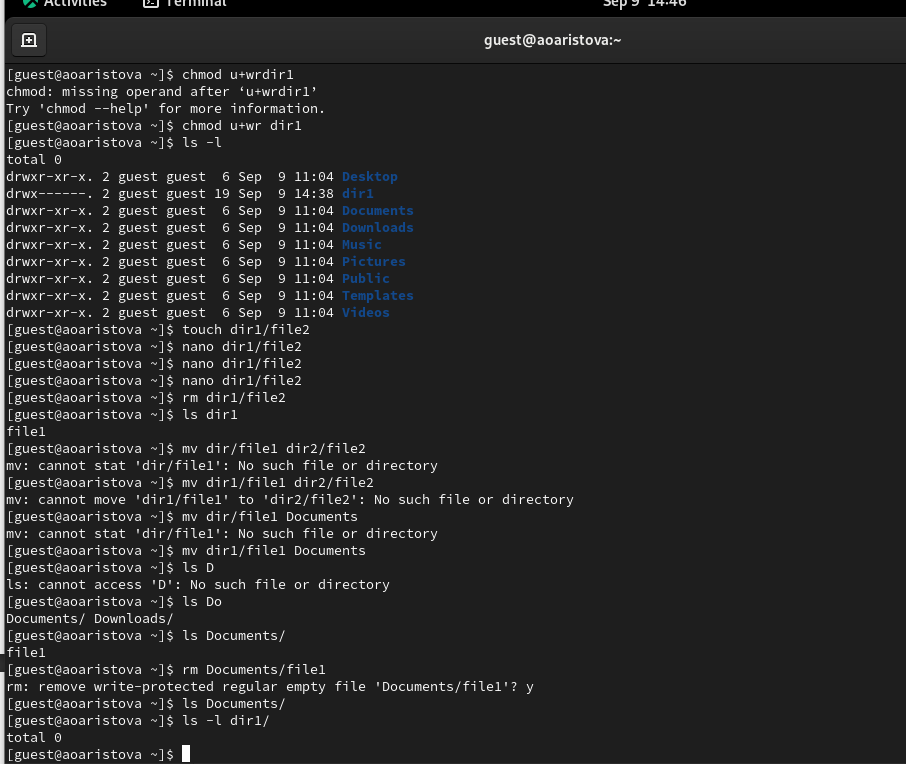 Activities Terminal Sep 9 14:46
guest@aoaristova:~
[guest@aoaristova ~]$ chmod u+wrdir1
chmod: missing operand after ‘u+wrdir1’
Try 'chmod --help' for more information.
[guest@aoaristova ~]$ chmod u+wr dir1
[guest@aoaristova ~]$ ls -l
total 0
drwxr-xr-x. 2 guest guest  6 Sep  9 11:04 Desktop
drwx------. 2 guest guest 19 Sep  9 14:38 dir1
drwxr-xr-x. 2 guest guest  6 Sep  9 11:04 Documents
drwxr-xr-x. 2 guest guest  6 Sep  9 11:04 Downloads
drwxr-xr-x. 2 guest guest  6 Sep  9 11:04 Music
drwxr-xr-x. 2 guest guest  6 Sep  9 11:04 Pictures
drwxr-xr-x. 2 guest guest  6 Sep  9 11:04 Public
drwxr-xr-x. 2 guest guest  6 Sep  9 11:04 Templates
drwxr-xr-x. 2 guest guest  6 Sep  9 11:04 Videos
[guest@aoaristova ~]$ touch dir1/file2
[guest@aoaristova ~]$ nano dir1/file2
[guest@aoaristova ~]$ nano dir1/file2
[guest@aoaristova ~]$ nano dir1/file2
[guest@aoaristova ~]$ rm dir1/file2
[guest@aoaristova ~]$ ls dir1
file1
[guest@aoaristova ~]$ mv dir/file1 dir2/file2
mv: cannot stat 'dir/file1': No such file or directory
[guest@aoaristova ~]$ mv dir1/file1 dir2/file2
mv: cannot move 'dir1/file1' to 'dir2/file2': No such file or directory
[guest@aoaristova ~]$ mv dir/file1 Documents
mv: cannot stat 'dir/file1': No such file or directory
[guest@aoaristova ~]$ mv dir1/file1 Documents
[guest@aoaristova ~]$ ls D
ls: cannot access 'D': No such file or directory
[guest@aoaristova ~]$ ls Do
Documents/ Downloads/
[guest@aoaristova ~]$ ls Documents/
file1
[guest@aoaristova ~]$ rm Documents/file1
rm: remove write-protected regular empty file 'Documents/file1'? y
[guest@aoaristova ~]$ ls Documents/
[guest@aoaristova ~]$ ls -l dir1/
total 0
[guest@aoaristova ~]$